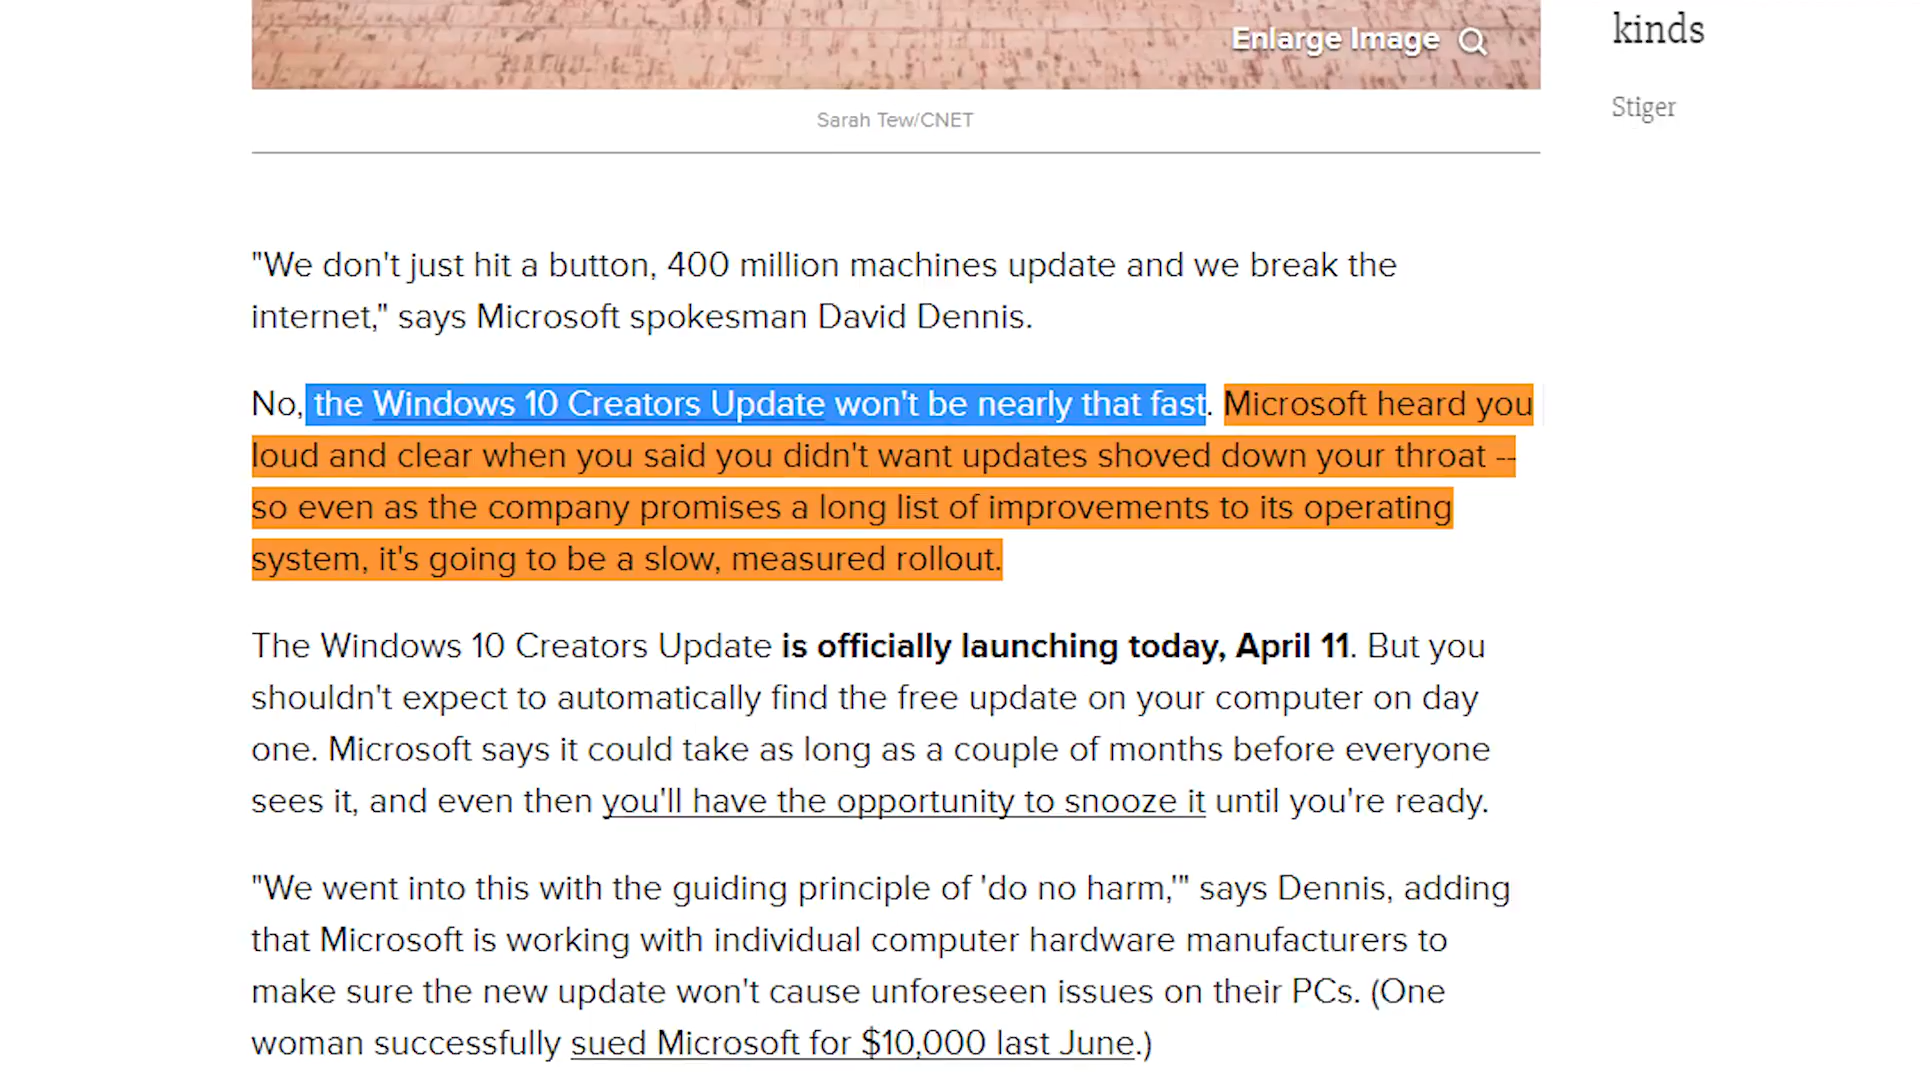 Enlarge Image
kinds
Stiger
Sarah Tew/CNET
"We don't just hit a button, 400 million machines update and we break the
internet," says Microsoft spokesman David Dennis.
No, the Windows 10 Creators Update won't be nearly that fast. Microsoft heard you
loud and clear when you said you didn't want updates shoved down your throat --
so even as the company promises a long list of improvements to its operating
system, it's going to be a slow, measured rollout.
The Windows 10 Creators Update is officially launching today, April 11. But you
shouldn't expect to automatically find the free update on your computer on day
one. Microsoft says it could take as long as a couple of months before everyone
sees it, and even then you'll have the opportunity to snooze it until you're ready.
"We went into this with the guiding principle of 'do no harm,'" says Dennis, adding
that Microsoft is working with individual computer hardware manufacturers to
make sure the new update won't cause unforeseen issues on their PCs. (One
woman successfully sued Microsoft for $10,000 last June.)